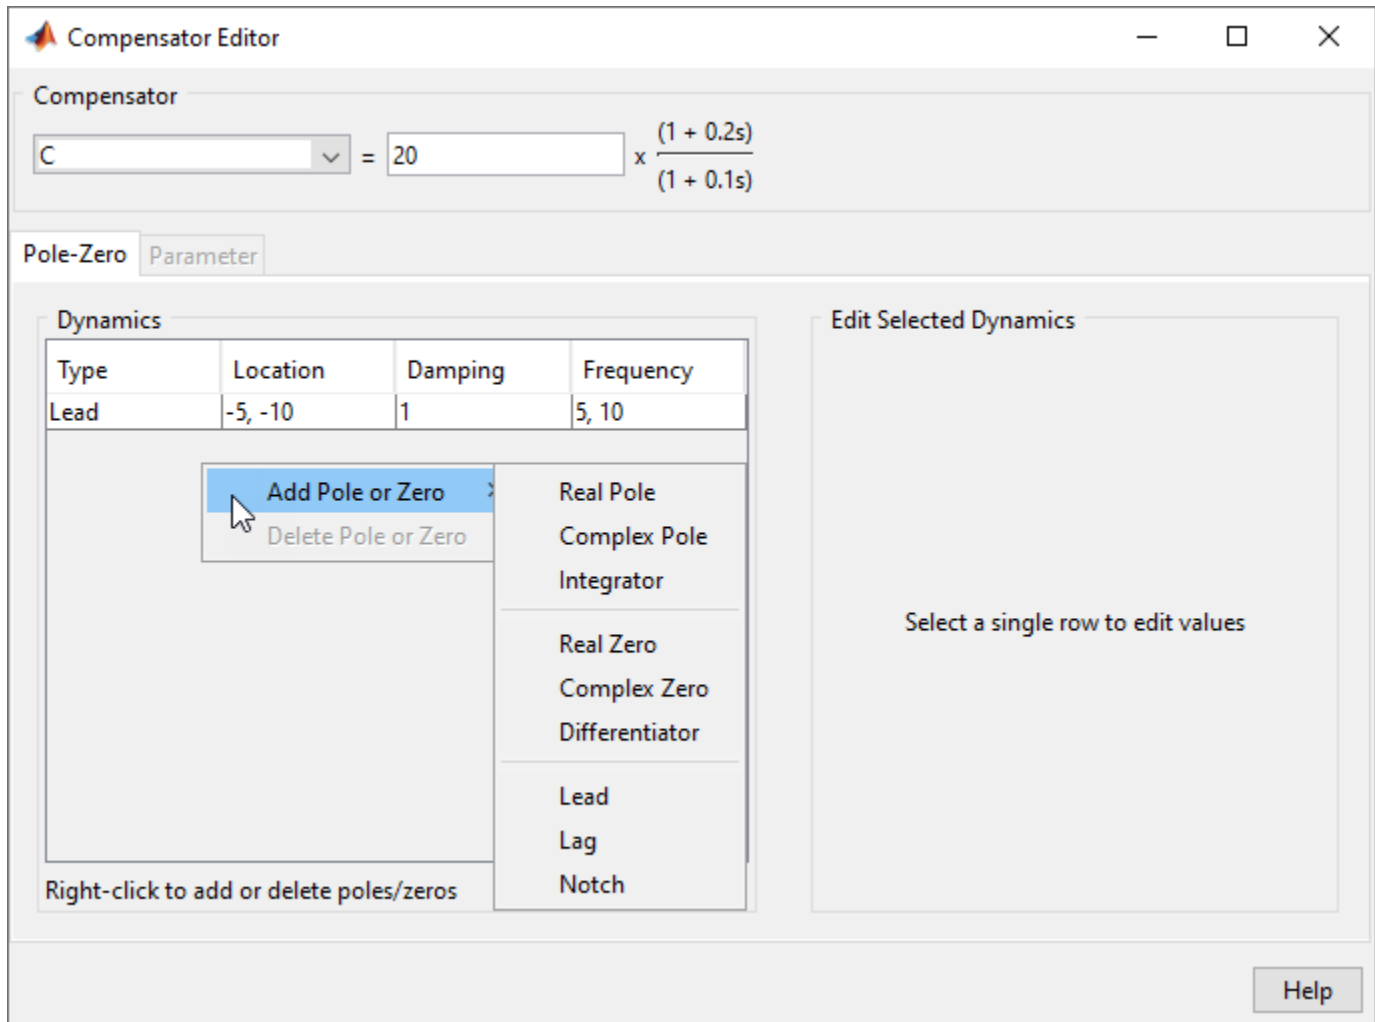 Compensator Editor
Compensator
C = 20 x (1 + 0.2s)
(1 + 0.1s)
Pole-Zero Parameter
Dynamics
Type Location Damping Frequency
Lead -5, -10 1 5, 10
Add Pole or Zero
Delete Pole or Zero
Real Pole
Complex Pole
Integrator
Real Zero
Complex Zero
Differentiator
Lead
Lag
Notch
Right-click to add or delete poles/zeros
Edit Selected Dynamics
Select a single row to edit values
Help